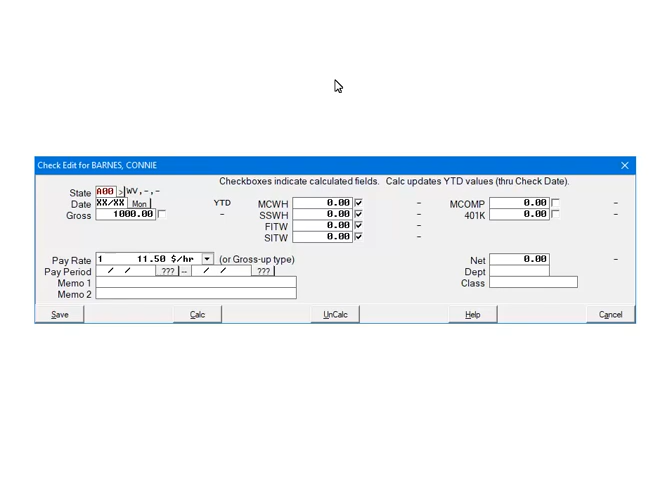 Check Edit for BARNES, CONNIE
Checkboxes indicate calculated fields. Calc updates YTD values (thru Check Date).
State A00 > WV,-,-
Date XX/XX Mon YTD MCWH 0.00 - MCOMP 0.00 -
Gross 1000.00 - SSWH 0.00 - 401K 0.00 -
FITW 0.00 -
SITW 0.00 -
Pay Rate 1 11.50 $/hr (or Gross-up type) Net 0.00 -
Pay Period / / ??? -- / / ??? Dept
Memo 1 Class
Memo 2
Save Calc UnCalc Help Cancel